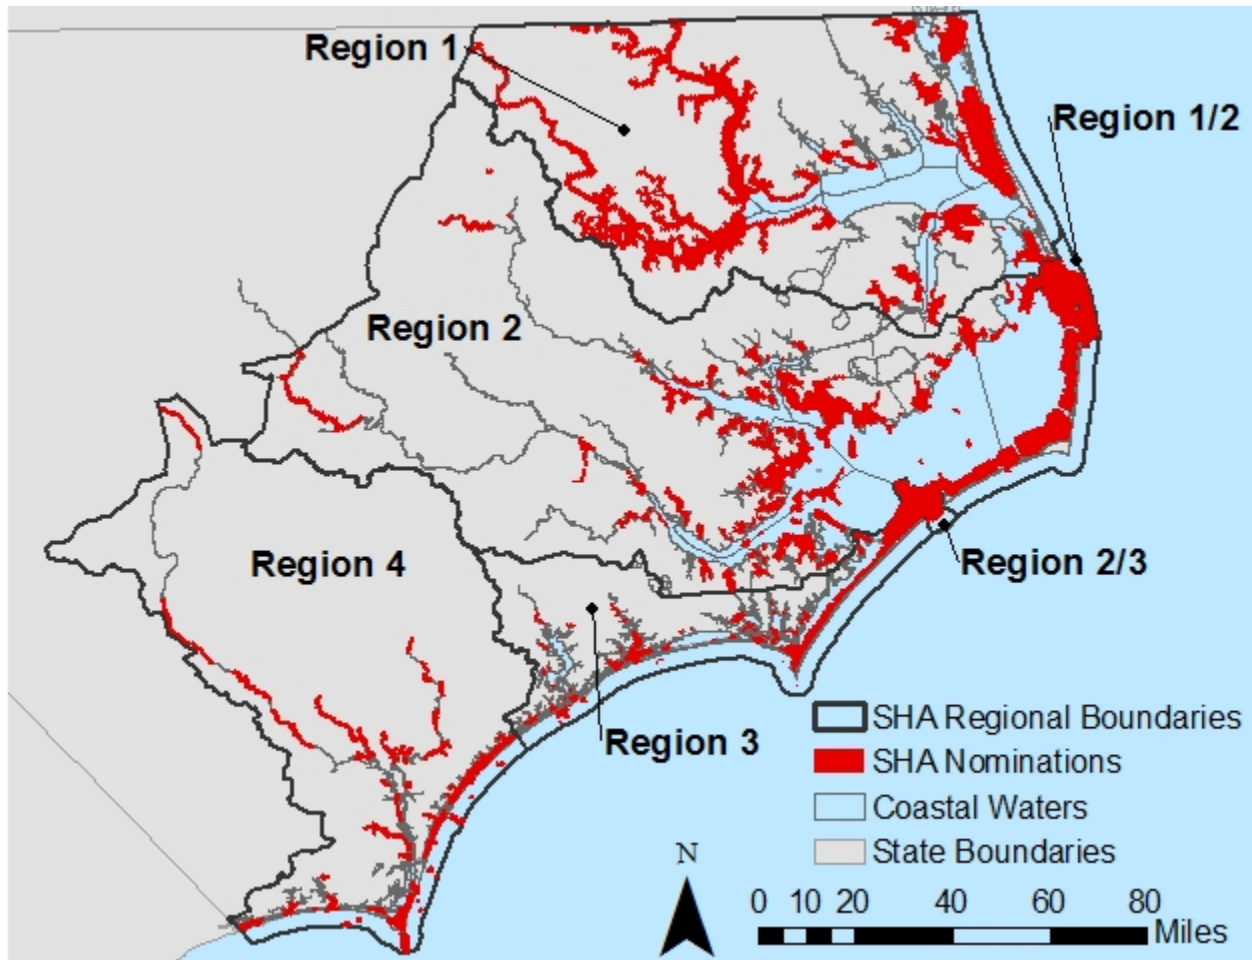 Region 1
Region 1/2
Region 2
Region 4
Region 2/3
Region 3
SHA Regional Boundaries
SHA Nominations
Coastal Waters
State Boundaries
N
0 10 20 40 60 80
Miles